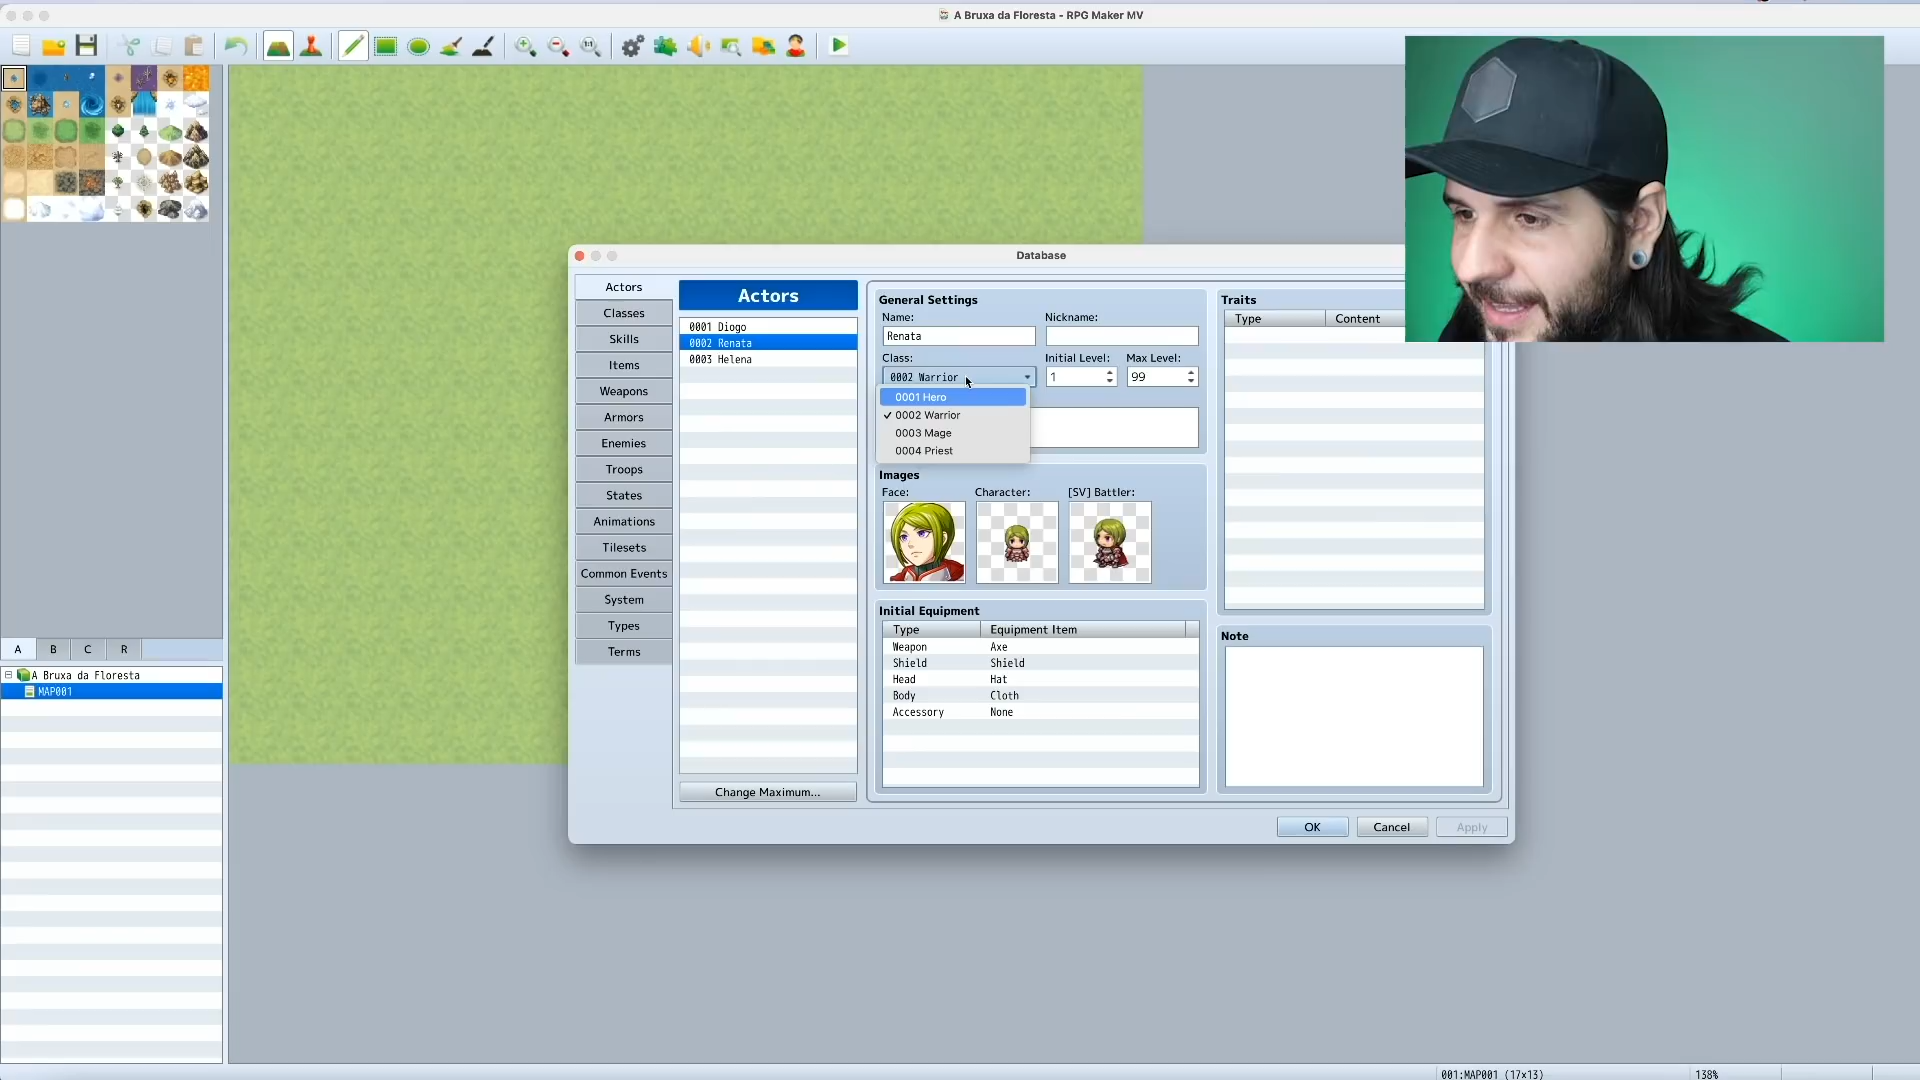 A Bruxa da Floresta - RPG Maker MV
1:1
Database
Actors
Classes
Skills
Items
Weapons
Armors
Enemies
Troops
States
Animations
Tilesets
Common Events
System
Types
Terms
Actors
0001 Diogo
0002 Renata
0003 Helena
Change Maximum...
General Settings
Name:
Nickname:
Renata
Class:
Initial Level:
Max Level:
0002 Warrior
1
99
0001 Hero
✓ 0002 Warrior
0003 Mage
0004 Priest
Images
Face:
Character:
[SV] Battler:
Initial Equipment
Type
Equipment Item
Weapon
Axe
Shield
Shield
Head
Hat
Body
Cloth
Accessory
None
Traits
Type
Content
Note
OK
Cancel
Apply
A
B
C
R
A Bruxa da Floresta
MAP001
001:MAP001 (17×13)
138%